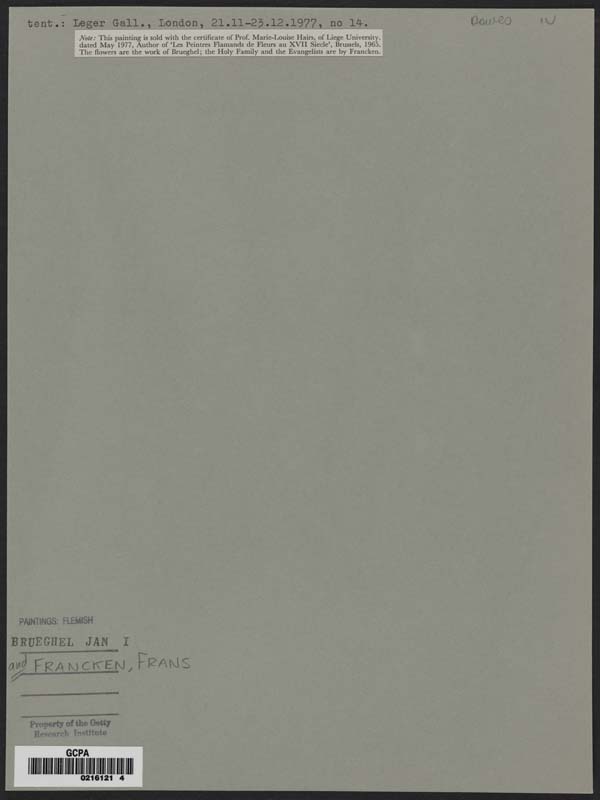 tent.: Leger Gall., London, 21.11-23.12.1977, no 14.
Note: This painting is sold with the certificate of Prof. Marie-Louise Hairs, of Liege University,
dated May 1977, Author of 'Les Peintres Flamands de Fleurs au XVII Siecle', Brussels, 1965.
The flowers are the work of Brueghel; the Holy Family and the Evangelists are by Francken.
PAINTINGS: FLEMISH
BRUEGHEL JAN I
and FRANCKEN, FRANS
Property of the Getty
Research Institute
GCPA
0216121 4